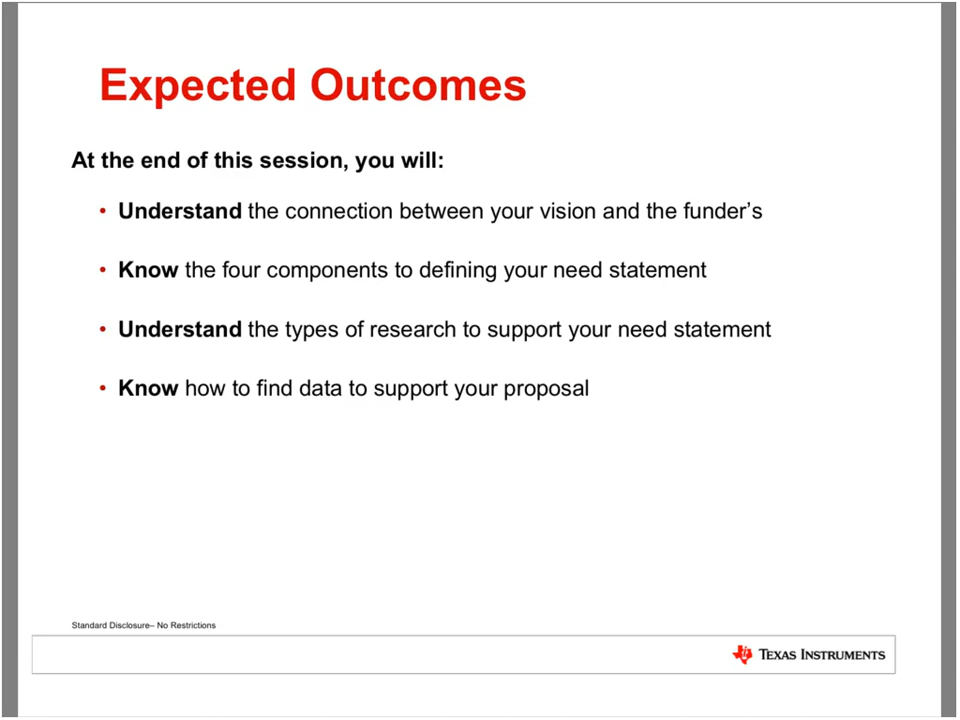 Expected Outcomes
At the end of this session, you will:
• Understand the connection between your vision and the funder's
• Know the four components to defining your need statement
• Understand the types of research to support your need statement
• Know how to find data to support your proposal
Standard Disclosure– No Restrictions
TEXAS INSTRUMENTS